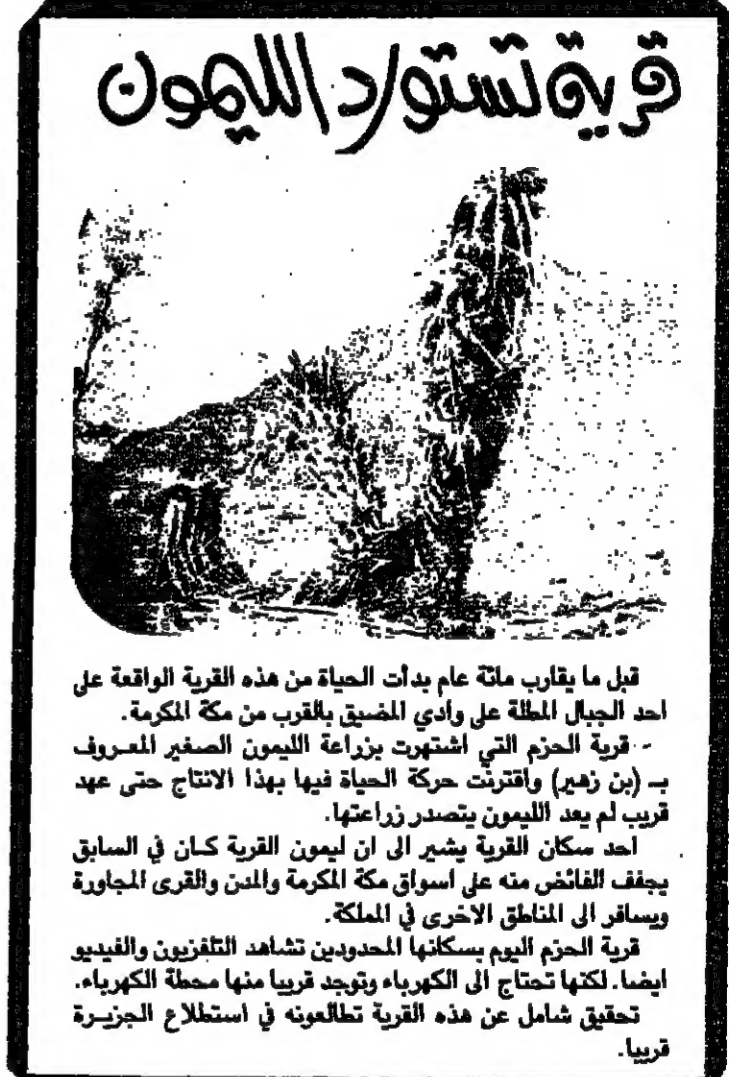 قرية تستورد الليمون
قبل ما يقارب مائة عام بدأت الحياة من هذه القرية الواقعة على
احد الجبال المطلة على وادي المضيق بالقرب من مكة المكرمة.
- قرية الحزم التي اشتهرت بزراعة الليمون الصغير المعروف
بـ (بن زهير) واقترنت حركة الحياة فيها بهذا الانتاج حتى عهد
قريب لم يعد الليمون يتصدر زراعتها.
احد سكان القرية يشير الى ان ليمون القرية كان في السابق
يجفف الفائض منه على اسواق مكة المكرمة والمدن والقرى المجاورة
ويسافر الى المناطق الاخرى في المملكة.
قرية الحزم اليوم بسكانها المحدودين تشاهد التلفزيون والفيديو
ايضا. لكنها تحتاج الى الكهرباء وتوجد قريبا منها محطة الكهرباء.
تحقيق شامل عن هذه القرية تطالعونه في استطلاع الجزيرة
قريبا.